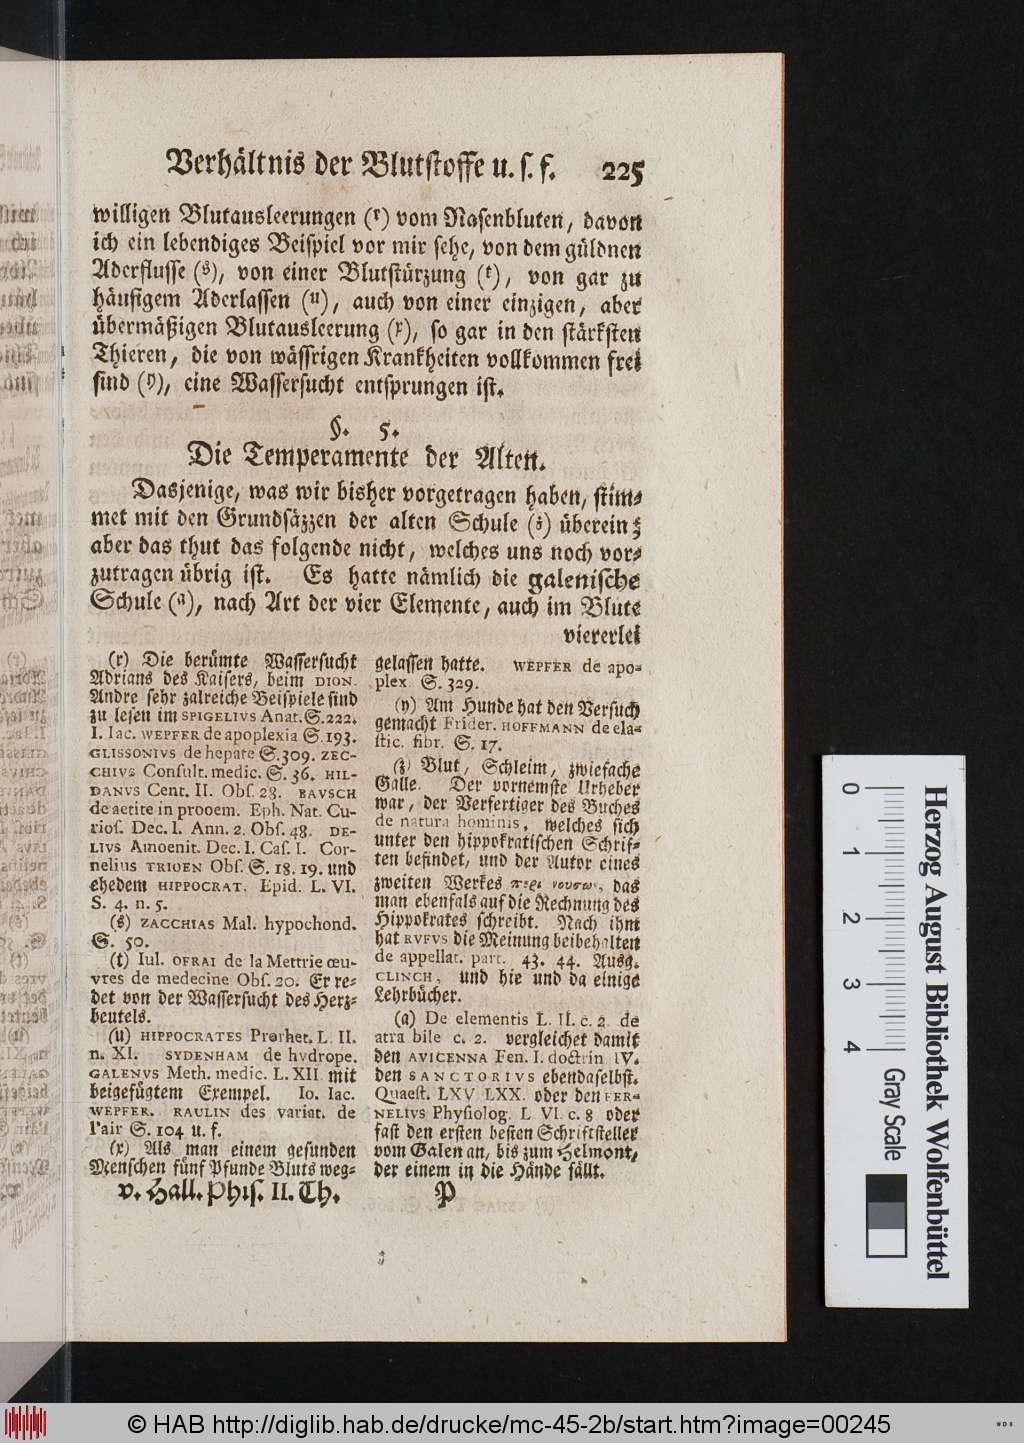 Verhältnis der Blutstoffe u. s. f. 225
willigen Blutausleerungen (r) vom Nasenbluten, davon
ich ein lebendiges Beispiel vor mir sehe, von dem güldnen
Aderflusse (s), von einer Blutstürzung (t), von gar zu
häufigem Aderlassen (u), auch von einer einzigen, aber
übermäßigen Blutausleerung (x), so gar in den stärksten
Thieren, die von wässrigen Krankheiten vollkommen frei
sind (y), eine Wassersucht entsprungen ist.
§. 5.
Die Temperamente der Alten.
Dasjenige, was wir bisher vorgetragen haben, stim-
met mit den Grundsäzzen der alten Schule (z) überein;
aber das thut das folgende nicht, welches uns noch vor-
zutragen übrig ist. Es hatte nämlich die galenische
Schule (a), nach Art der vier Elemente, auch im Blute
viererlei
(r) Die berümte Wassersucht
Adrians des Kaisers, beim DION.
Andre sehr zalreiche Beispiele sind
zu lesen im SPIGELIVS Anat. S. 222.
I. Iac. WEPFER de apoplexia S. 193.
GLISSONIVS de hepate S. 309. ZEC-
CHIVS Consult. medic. S. 36. HIL-
DANVS Cent. II. Obs. 28. BAVSCH
de aetite in prooem. Eph. Nat. Cu-
rios. Dec. I. Ann. 2. Obs. 48. DE-
LIVS Amoenit. Dec. I. Cas. I. Cor-
nelius TRIOEN Obs. S. 18. 19. und
ehedem HIPPOCRAT. Epid. L. VI.
S. 4. n. 5.
(s) ZACCHIAS Mal. hypochond.
S. 50.
(t) Iul. OFRAI de la Mettrie œu-
vres de medecine Obs. 20. Er re-
det von der Wassersucht des Herz-
beutels.
(u) HIPPOCRATES Prorhet. L. II.
n. XI. SYDENHAM de hydrope.
GALENVS Meth. medic. L. XII mit
beigefügtem Exempel. Io. Iac.
WEPFER. RAULIN des variat. de
l'air S. 104 u. f.
(x) Als man einem gesunden
Menschen fünf Pfunde Bluts weg-
gelassen hatte. WEPFER de apo-
plex S. 329.
(y) Am Hunde hat den Versuch
gemacht Frider. HOFFMANN de ela-
stic. fibr. S. 17.
(z) Blut, Schleim, zwiefache
Galle. Der vornemste Urheber
war, der Verfertiger des Buches
de natura hominis, welches sich
unter den hippokratischen Schrif-
ten befindet, und der Autor eines
zweiten Werkes περι νουσων, das
man ebenfals auf die Rechnung des
Hippokrates schreibt. Nach ihm
hat RVFVS die Meinung beibehalten
de appellat. part. 43. 44. Ausg.
CLINCH, und hie und da einige
Lehrbücher.
(a) De elementis L. II. c. 2. de
atra bile c. 2. vergleichet damit
den AVICENNA Fen. I. doctrin IV.
den SANCTORIVS ebendaselbst.
Quaest. LXV LXX. oder den FER-
NELIVS Physiolog. L VI. c. 8 oder
fast den ersten besten Schriftsteller
vom Galen an, bis zum Helmont,
der einem in die Hände fällt.
v. Hall. Phis. II. Th. P
0 1 2 3 4
Gray Scale
Herzog August Bibliothek Wolfenbüttel
© HAB http://diglib.hab.de/drucke/mc-45-2b/start.htm?image=00245